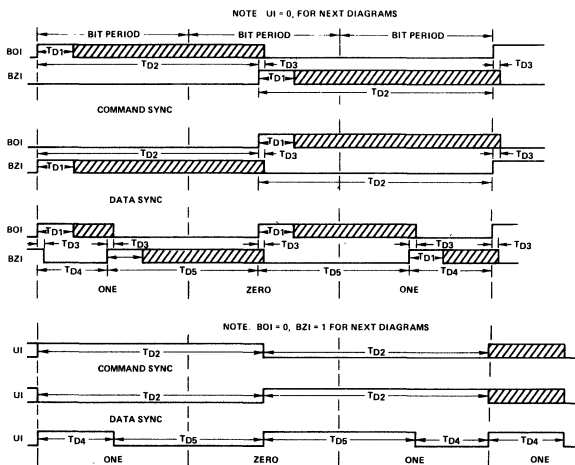 NOTE UI = 0, FOR NEXT DIAGRAMS
BIT PERIOD BIT PERIOD BIT PERIOD
BOI TD1
TD2 TD3 TD3
BZI TD1
TD2
COMMAND SYNC
BOI TD1
TD2 TD3 TD3
BZI TD1
TD2
DATA SYNC
BOI TD1 TD1
TD3 TD3 TD3 TD3 TD3
BZI TD1
TD4 TD5 TD5 TD4
ONE ZERO ONE
NOTE. BOI = 0, BZI = 1 FOR NEXT DIAGRAMS
UI TD2 TD2
COMMAND SYNC
UI TD2 TD2
DATA SYNC
UI TD4 TD5 TD5 TD4 TD4
ONE ZERO ONE ONE